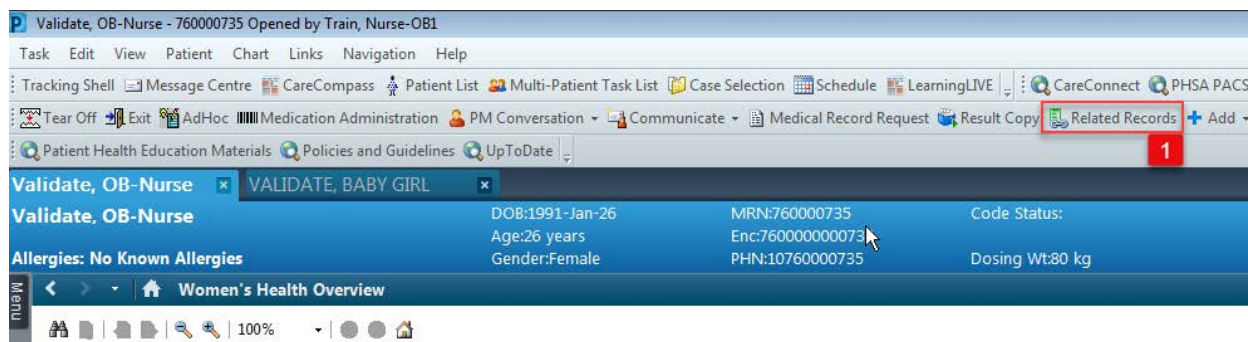 Validate, OB-Nurse - 760000735 Opened by Train, Nurse-OB1
Task Edit View Patient Chart Links Navigation Help
Tracking Shell Message Centre CareCompass Patient List Multi-Patient Task List Case Selection Schedule LearningLIVE CareConnect PHSA PACS
Tear Off Exit AdHoc Medication Administration PM Conversation Communicate Medical Record Request Result Copy Related Records Add
1
Patient Health Education Materials Policies and Guidelines UpToDate
Validate, OB-Nurse VALIDATE, BABY GIRL
Validate, OB-Nurse DOB:1991-Jan-26 MRN:760000735 Code Status:
Age:26 years Enc:760000000073
Allergies: No Known Allergies Gender:Female PHN:10760000735 Dosing Wt:80 kg
Menu
Women's Health Overview
100%